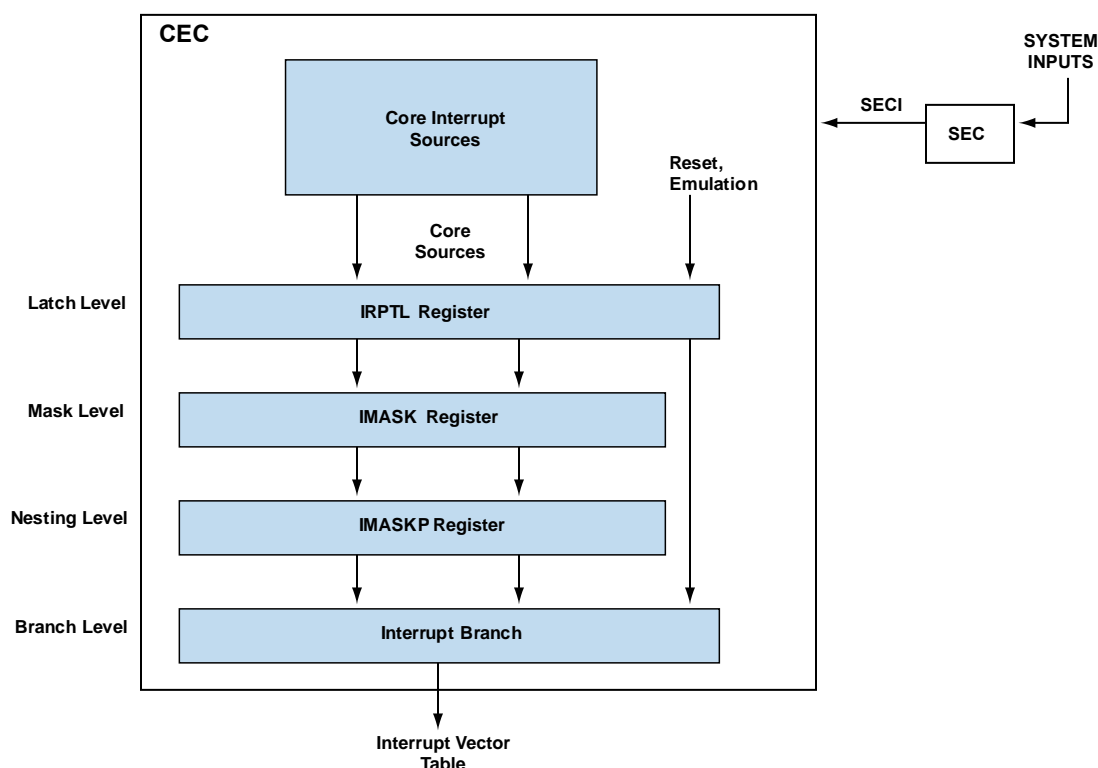 CEC
SYSTEM
INPUTS
SECI
SEC
Core Interrupt
Sources
Reset,
Emulation
Core
Sources
Latch Level
IRPTL Register
Mask Level
IMASK Register
Nesting Level
IMASKP Register
Branch Level
Interrupt Branch
Interrupt Vector
Table